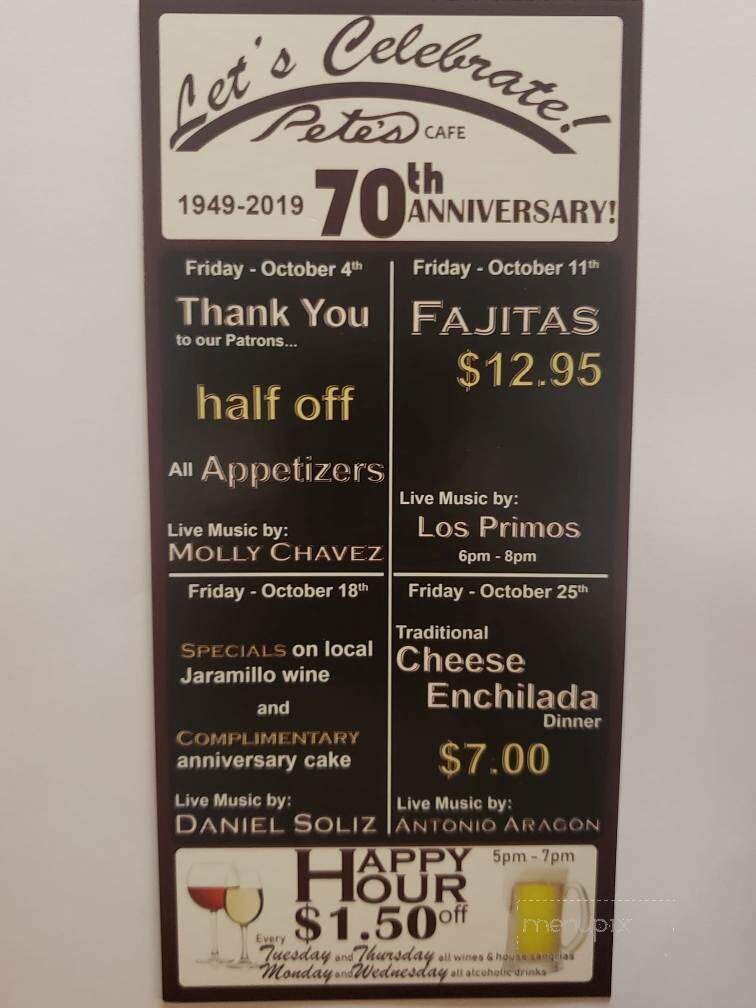 Let's Celebrate!
Pete's CAFE
1949-2019 70th ANNIVERSARY!
Friday - October 4th
Thank You
to our Patrons...
half off
All Appetizers
Live Music by:
MOLLY CHAVEZ
Friday - October 11th
FAJITAS
$12.95
Live Music by:
Los Primos
6pm - 8pm
Friday - October 18th
SPECIALS on local
Jaramillo wine
and
COMPLIMENTARY
anniversary cake
Live Music by:
DANIEL SOLIZ
Friday - October 25th
Traditional
Cheese
Enchilada
Dinner
$7.00
Live Music by:
ANTONIO ARAGON
HAPPY HOUR 5pm - 7pm
$1.50 off
Every Tuesday and Thursday all wines & house sangrias
Monday and Wednesday all alcoholic drinks
menupix